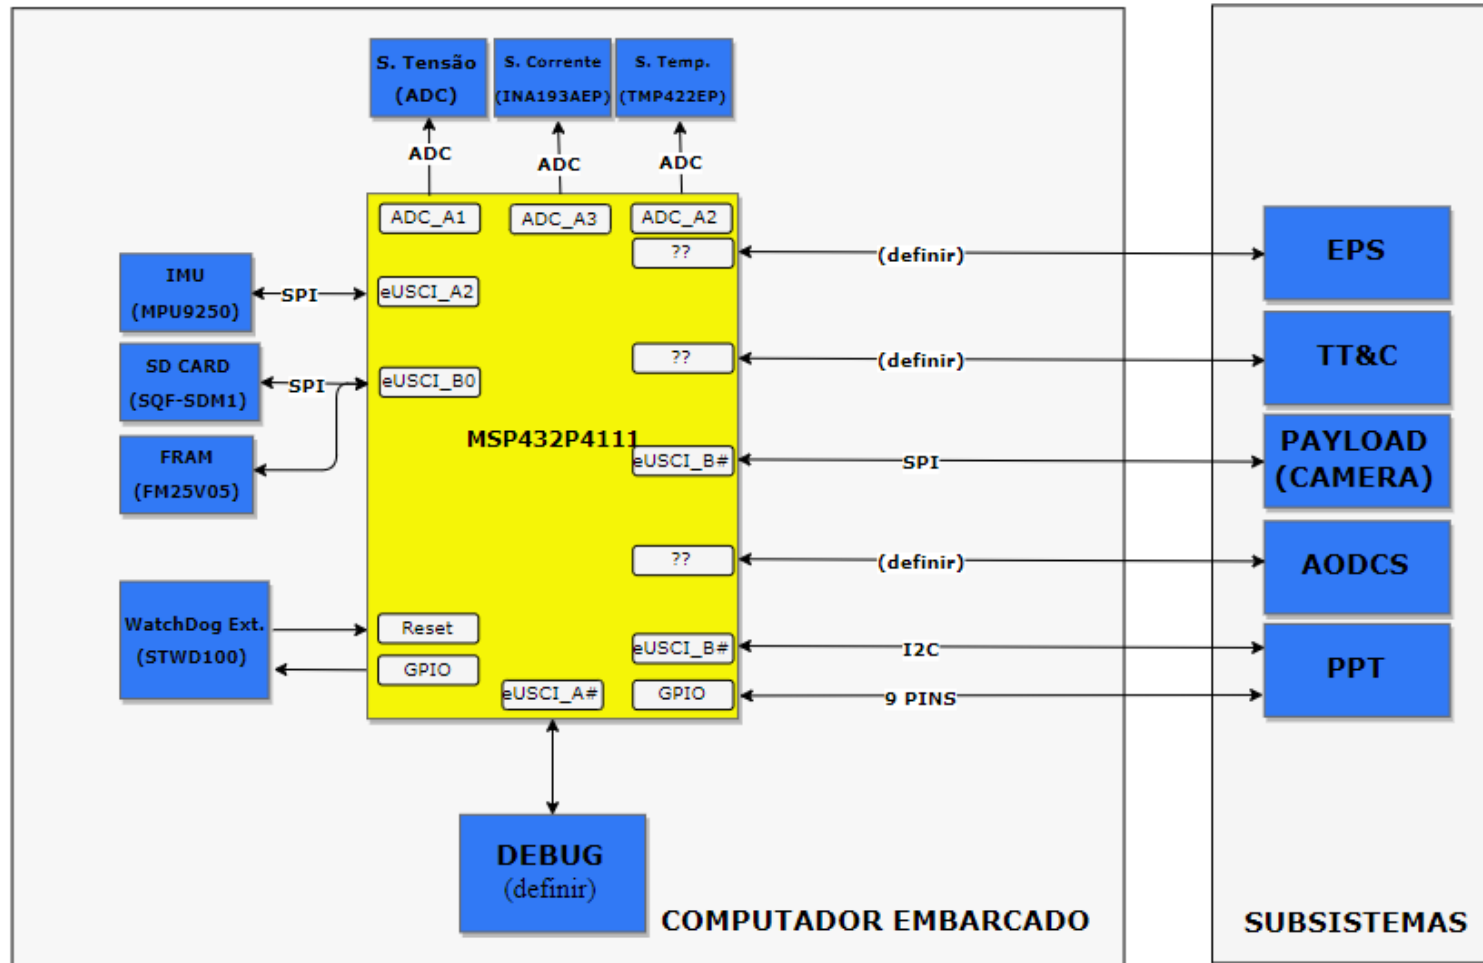 S. Tensão
(ADC)
S. Corrente
(INA193AEP)
S. Temp.
(TMP422EP)
ADC
ADC
ADC
ADC_A1
ADC_A3
ADC_A2
??
(definir)
EPS
IMU
(MPU9250)
SPI
eUSCI_A2
SD CARD
(SQF-SDM1)
SPI
eUSCI_B0
??
(definir)
TT&C
FRAM
(FM25V05)
MSP432P4111
eUSCI_B#
SPI
PAYLOAD
(CAMERA)
??
(definir)
AODCS
WatchDog Ext.
(STWD100)
Reset
GPIO
eUSCI_B#
I2C
PPT
eUSCI_A#
GPIO
9 PINS
DEBUG
(definir)
COMPUTADOR EMBARCADO
SUBSISTEMAS